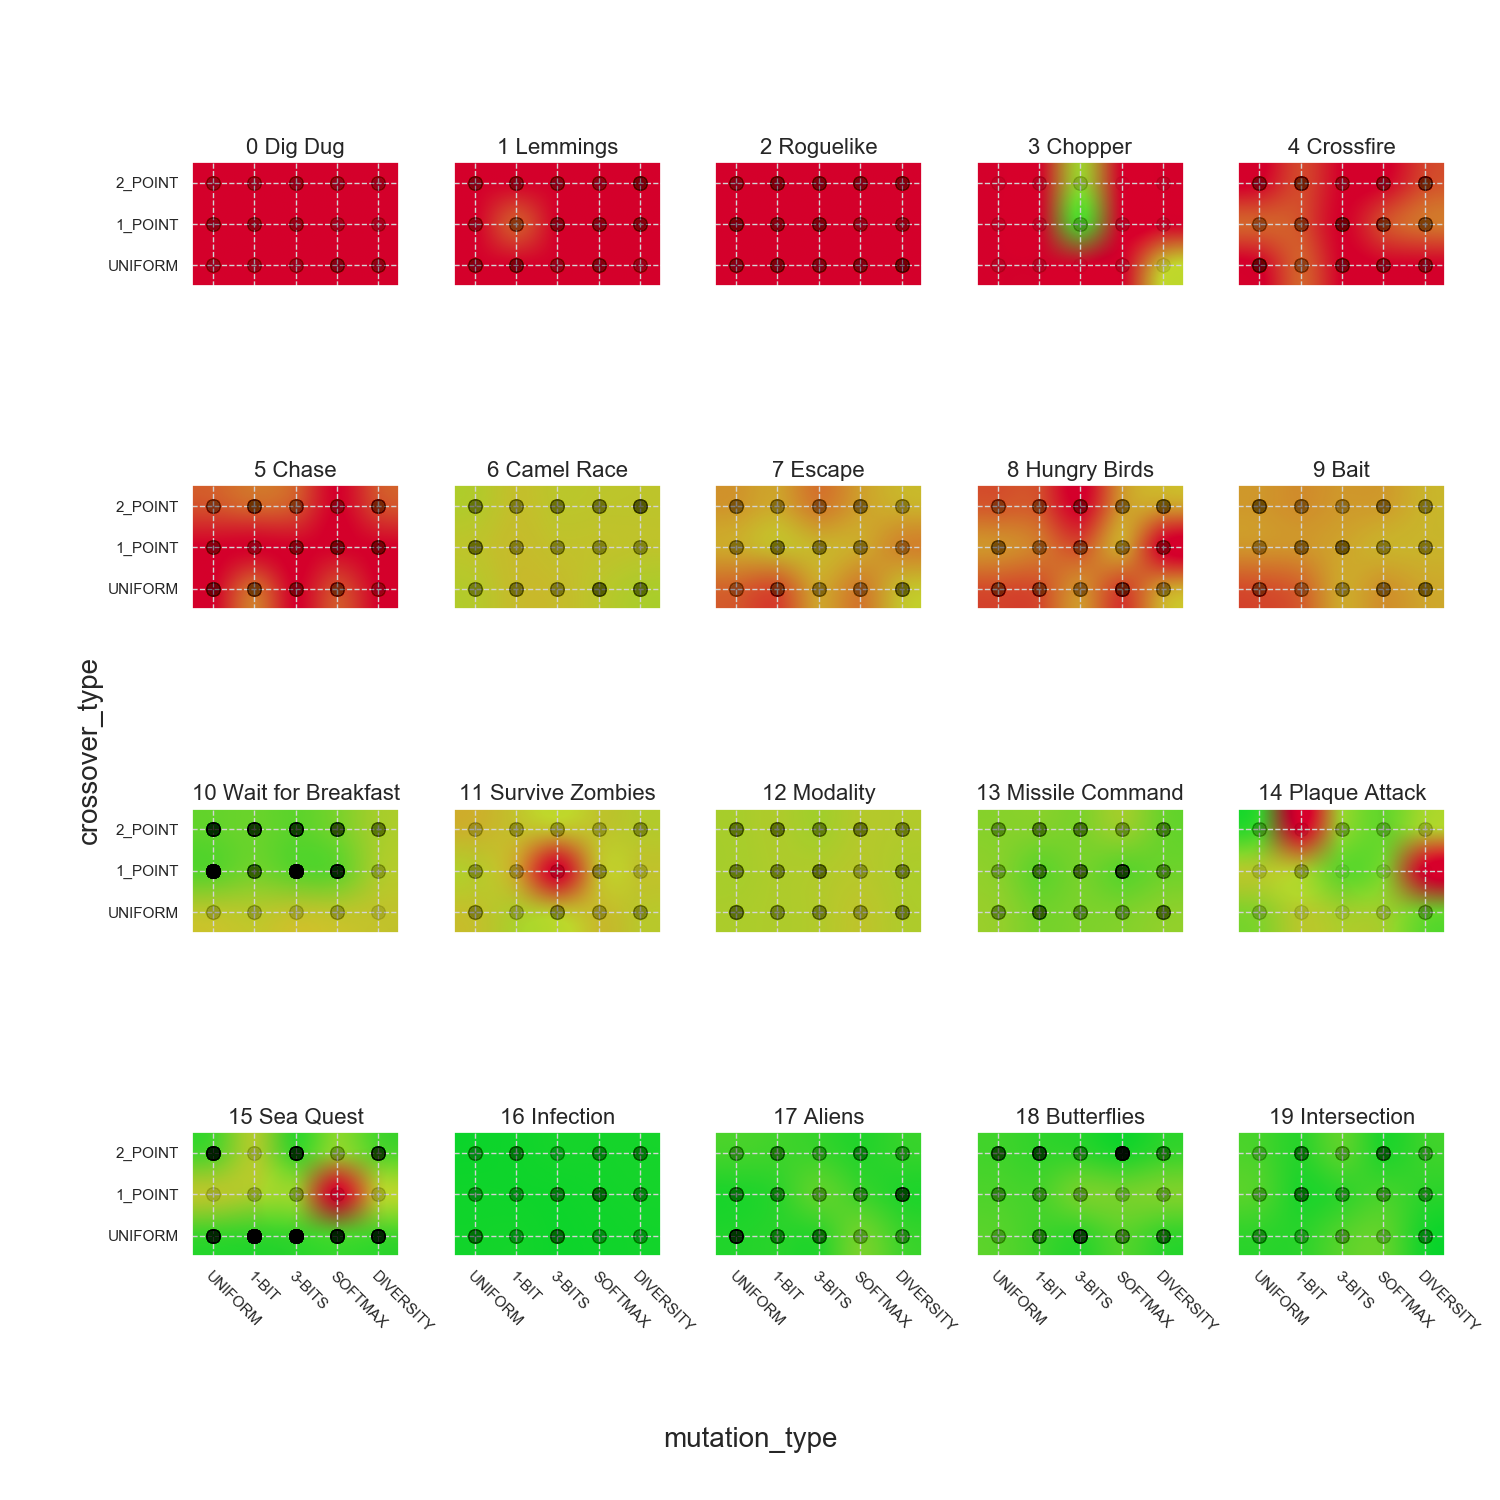 0 Dig Dug
1 Lemmings
2 Roguelike
3 Chopper
4 Crossfire
2_POINT
1_POINT
UNIFORM
5 Chase
6 Camel Race
7 Escape
8 Hungry Birds
9 Bait
2_POINT
1_POINT
UNIFORM
crossover_type
10 Wait for Breakfast
11 Survive Zombies
12 Modality
13 Missile Command
14 Plaque Attack
2_POINT
1_POINT
UNIFORM
15 Sea Quest
16 Infection
17 Aliens
18 Butterflies
19 Intersection
2_POINT
1_POINT
UNIFORM
UNIFORM
1-BIT
3-BITS
SOFTMAX
DIVERSITY
UNIFORM
1-BIT
3-BITS
SOFTMAX
DIVERSITY
UNIFORM
1-BIT
3-BITS
SOFTMAX
DIVERSITY
UNIFORM
1-BIT
3-BITS
SOFTMAX
DIVERSITY
UNIFORM
1-BIT
3-BITS
SOFTMAX
DIVERSITY
mutation_type